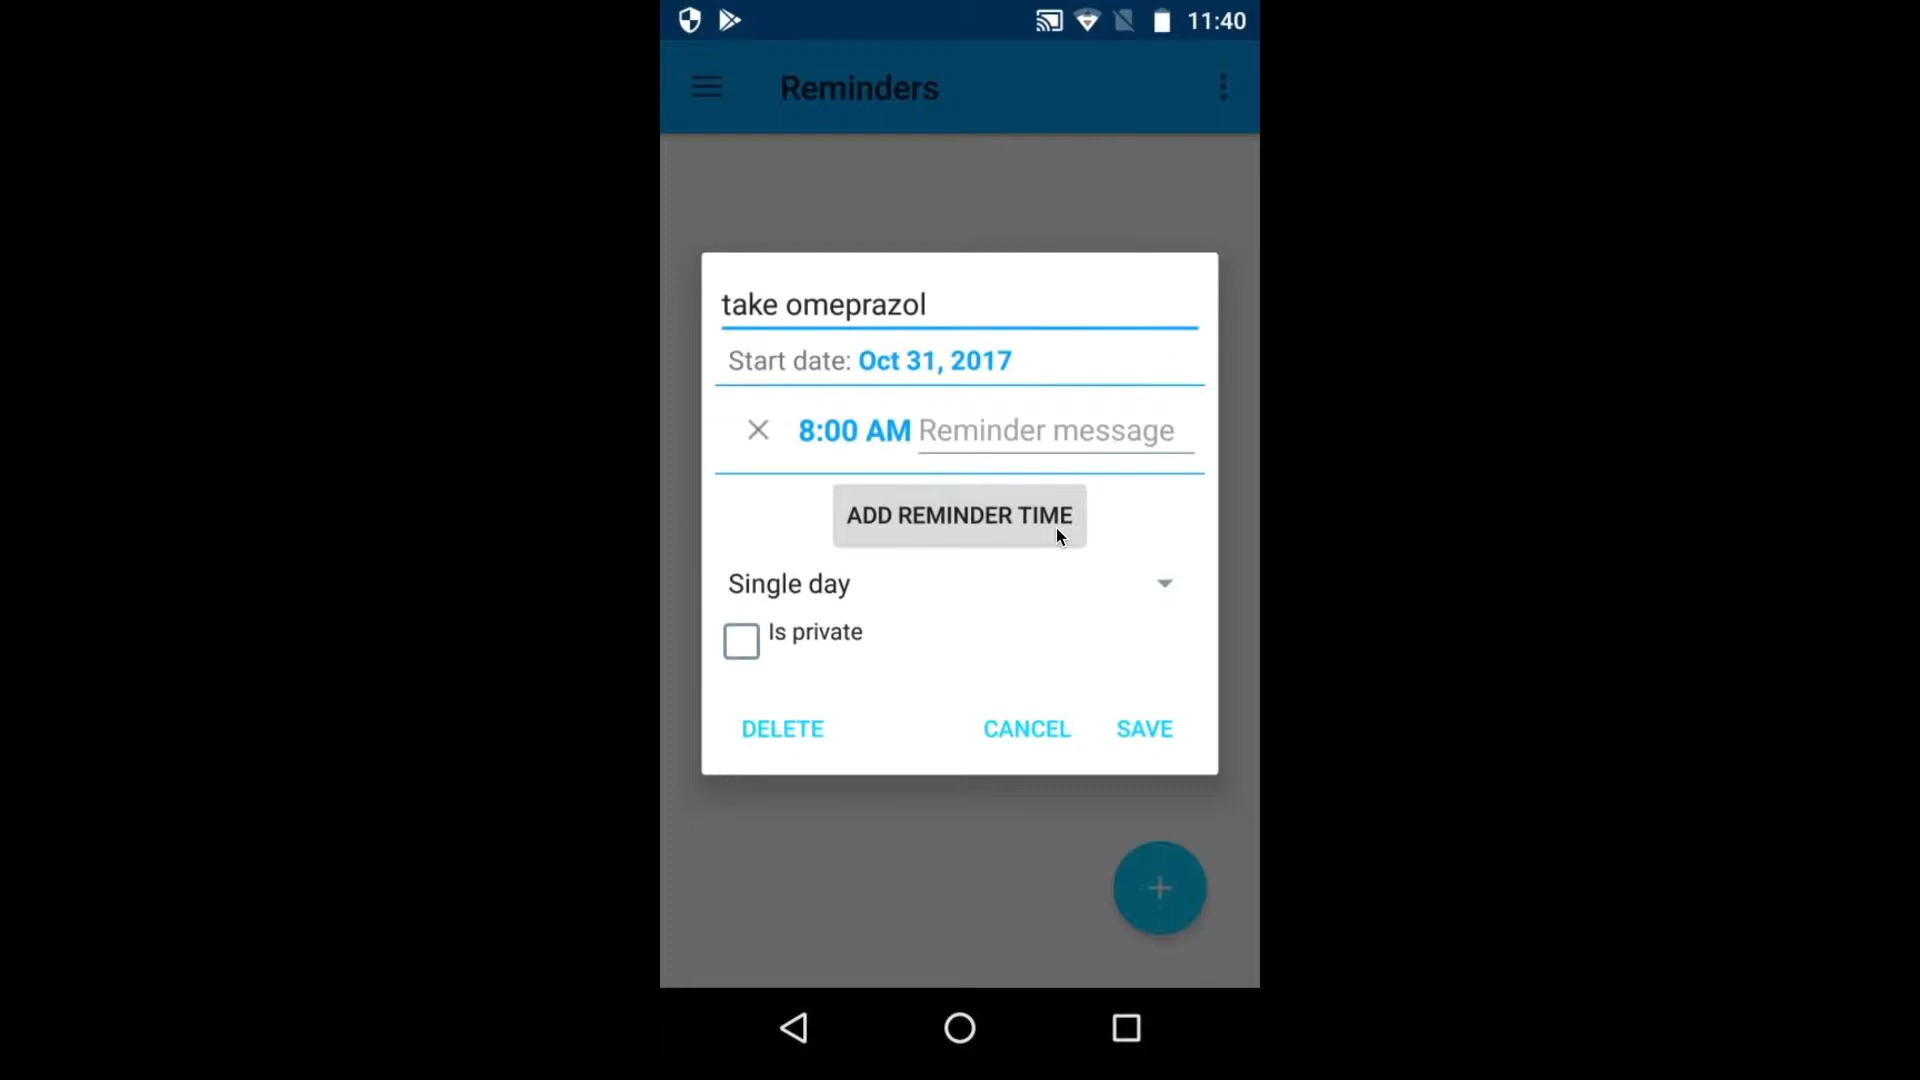 11:40
Reminders
take omeprazol
Start date: Oct 31, 2017
8:00 AM Reminder message
ADD REMINDER TIME
Single day
Is private
DELETE CANCEL SAVE